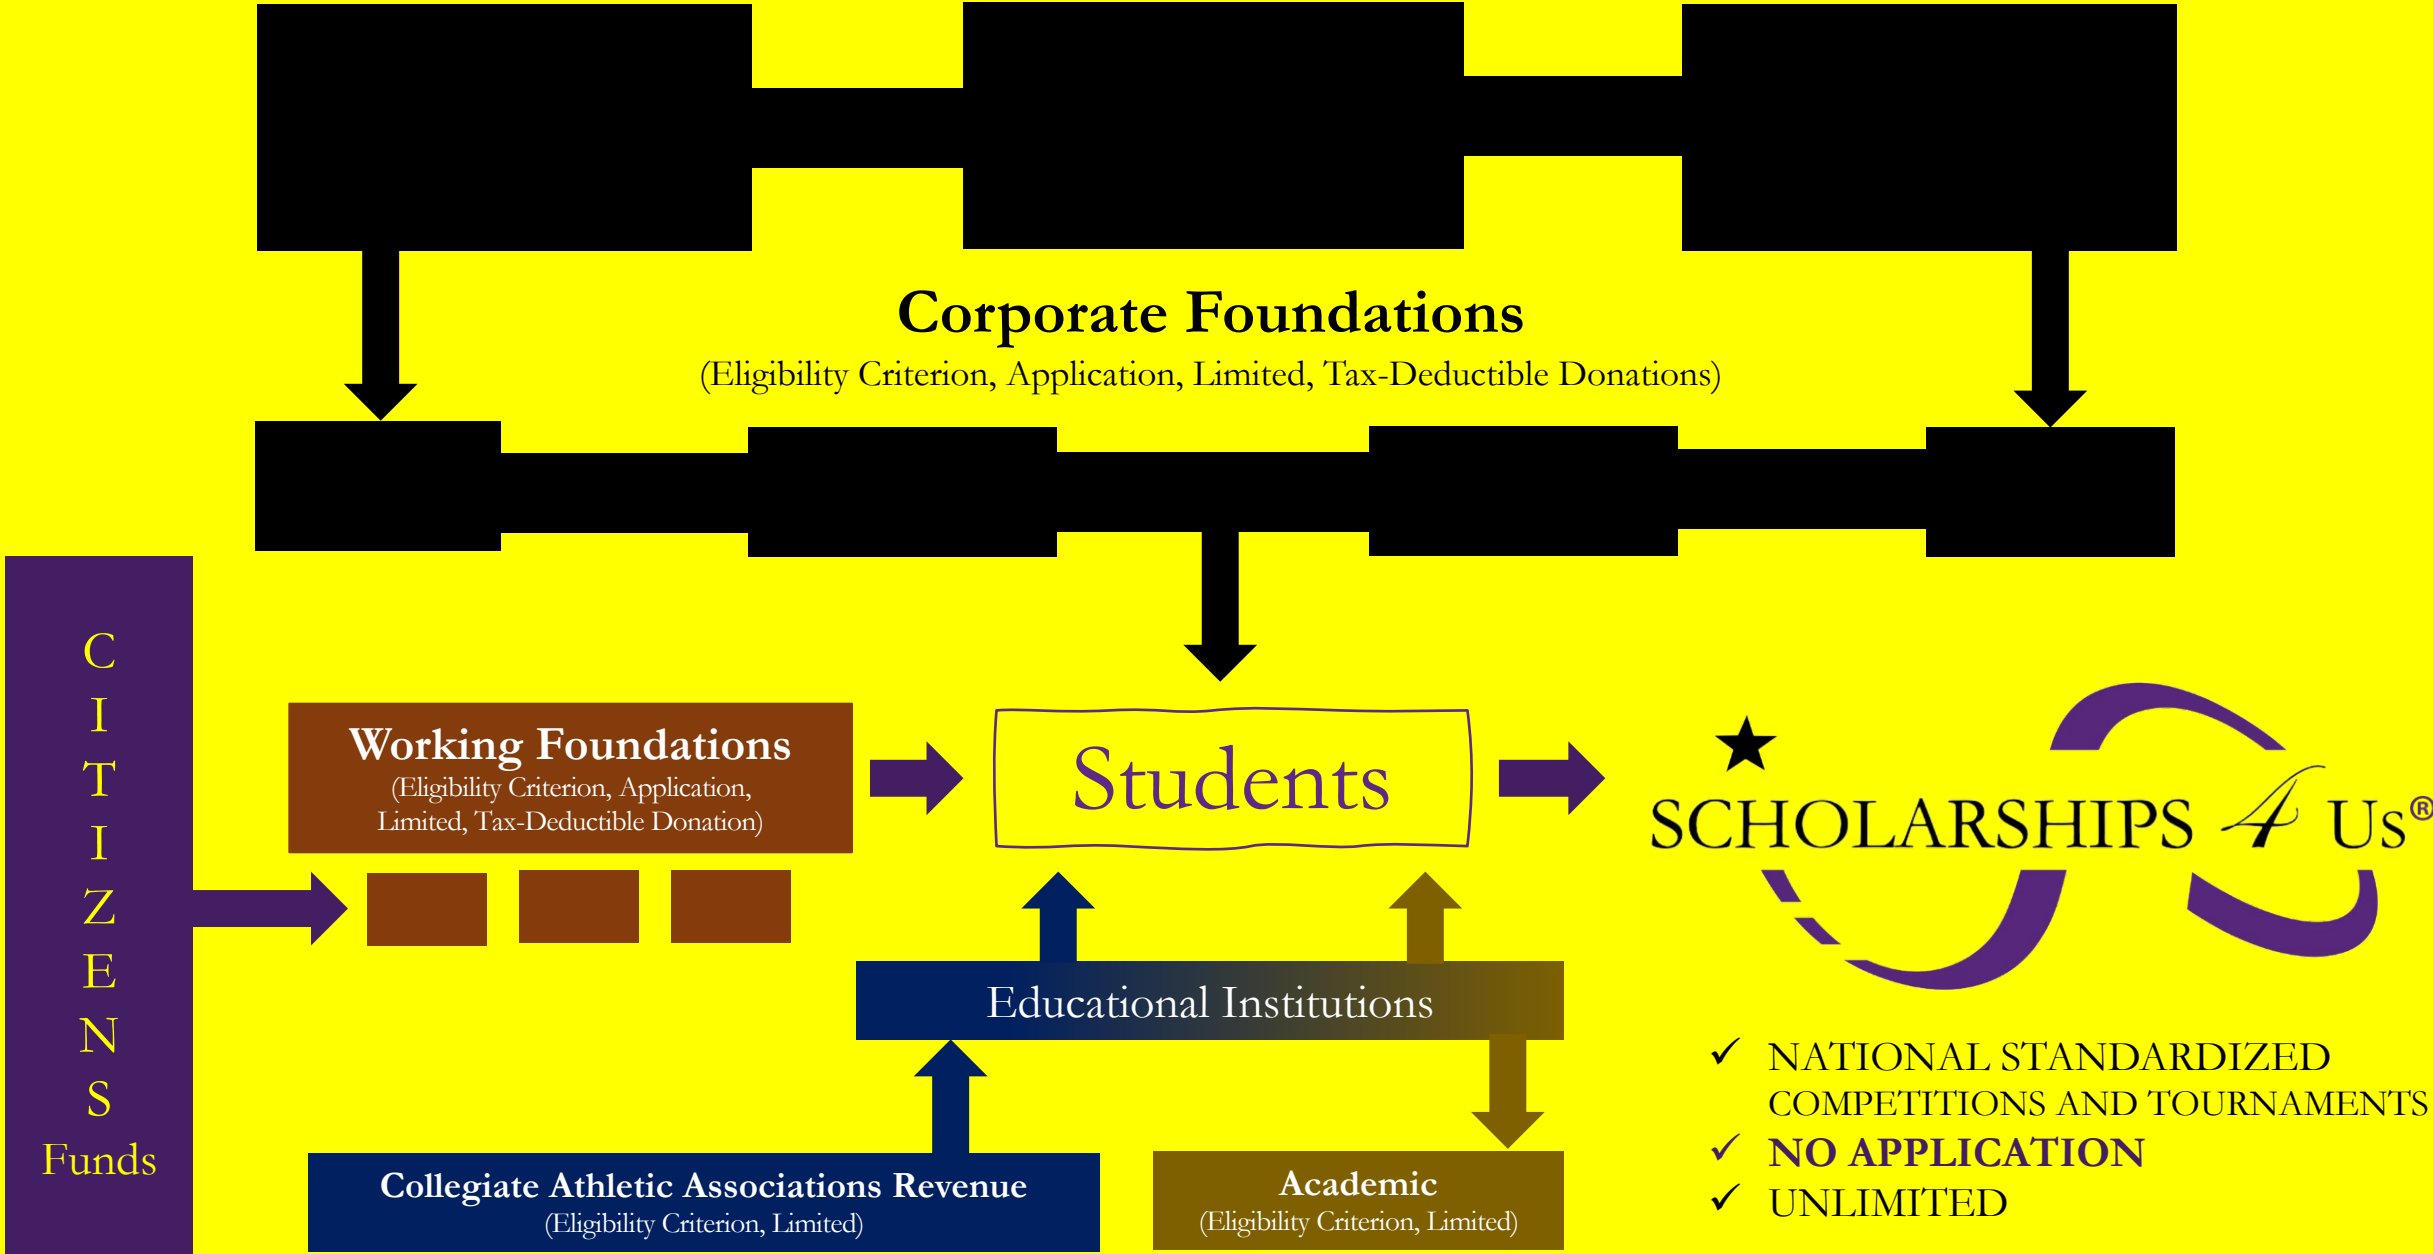 Corporate Foundations
(Eligibility Criterion, Application, Limited, Tax-Deductible Donations)
C
I
T
I
Z
E
N
S
Funds
Working Foundations
(Eligibility Criterion, Application,
Limited, Tax-Deductible Donation)
Students
SCHOLARSHIPS 4 US®
Educational Institutions
Collegiate Athletic Associations Revenue
(Eligibility Criterion, Limited)
Academic
(Eligibility Criterion, Limited)
✓ NATIONAL STANDARDIZED
COMPETITIONS AND TOURNAMENTS
✓ NO APPLICATION
✓ UNLIMITED